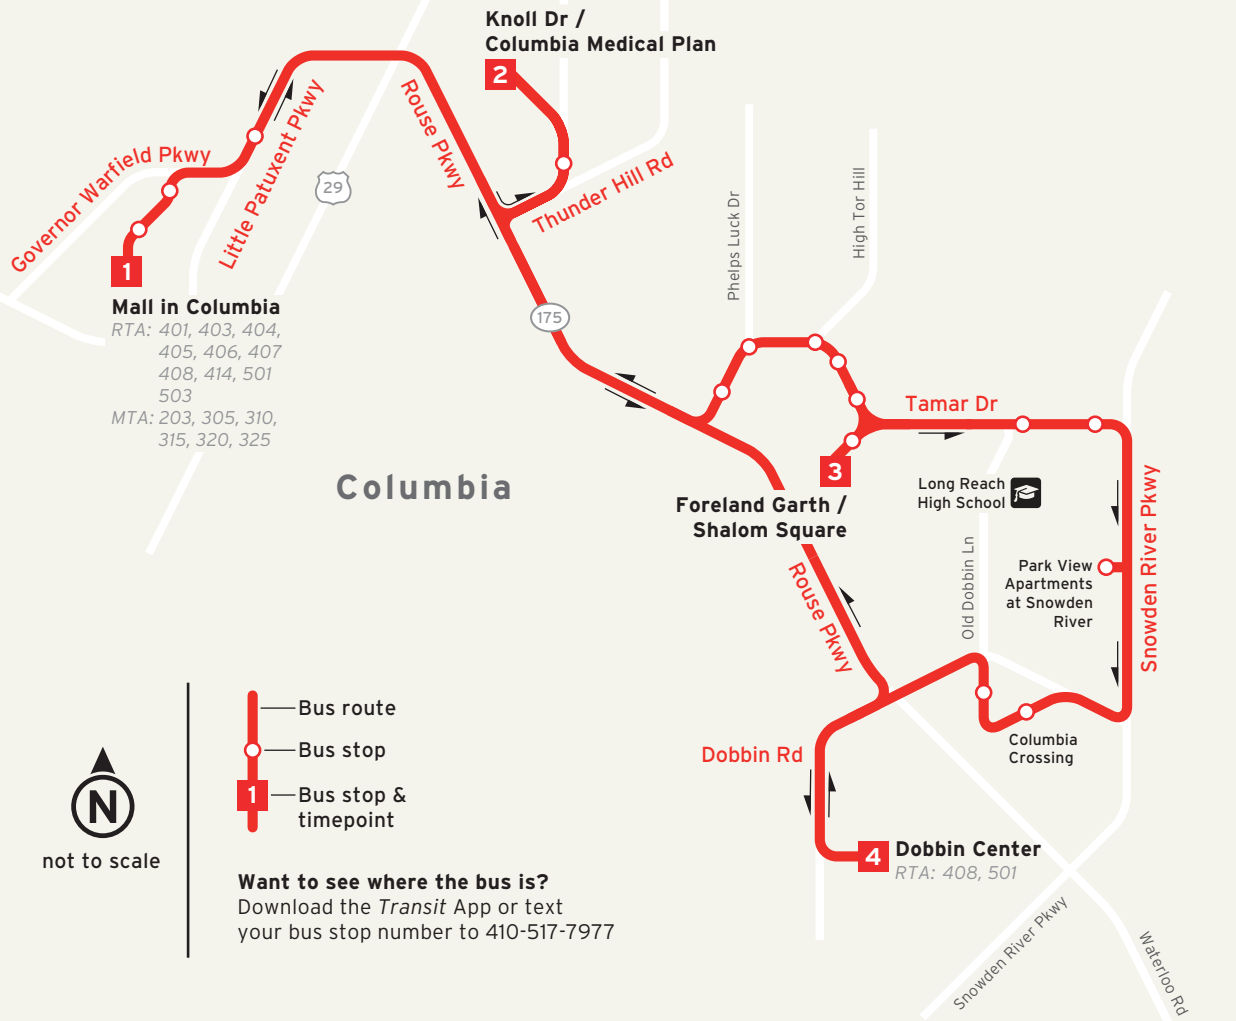 Knoll Dr /
Columbia Medical Plan
2
Rouse Pkwy
Little Patuxent Pkwy
Governor Warfield Pkwy
29
Thunder Hill Rd
1
Mall in Columbia
RTA: 401, 403, 404,
405, 406, 407
408, 414, 501
503
MTA: 203, 305, 310,
315, 320, 325
175
Phelps Luck Dr
High Tor Hill
Tamar Dr
3
Foreland Garth /
Shalom Square
Columbia
Long Reach
High School
Snowden River Pkwy
Old Dobbin Ln
Park View
Apartments
at Snowden
River
Rouse Pkwy
Columbia
Crossing
Dobbin Rd
4
Dobbin Center
RTA: 408, 501
Snowden River Pkwy
Waterloo Rd
N
not to scale
Bus route
Bus stop
1
Bus stop &
timepoint
Want to see where the bus is?
Download the Transit App or text
your bus stop number to 410-517-7977